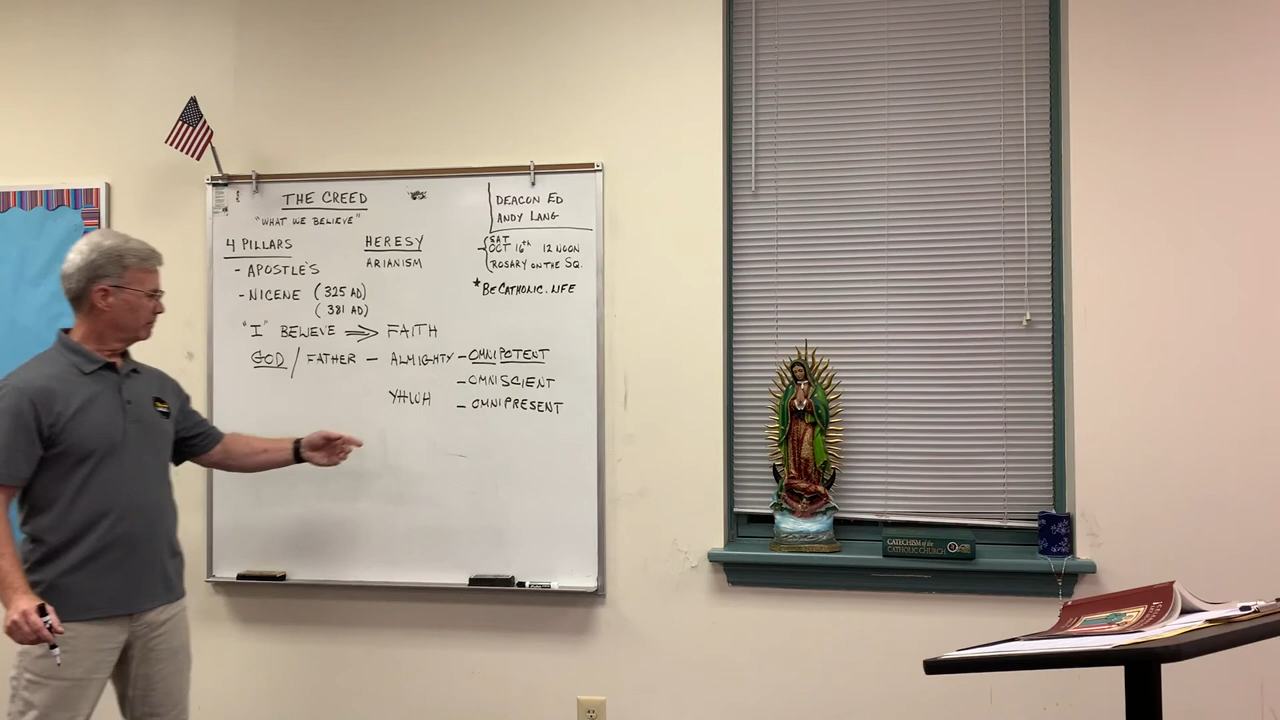 THE CREED
"WHAT WE BELIEVE"
DEACON ED
ANDY LANG
4 PILLARS
HERESY
SAT
OCT 16th 12 NOON
ROSARY ON THE SQ.
- APOSTLE'S
ARIANISM
- NICENE (325 AD)
(381 AD)
* BECATHOLIC.LIFE
"I" BELIEVE ⇒ FAITH
GOD / FATHER - ALMIGHTY - OMNIPOTENT
- OMNISCIENT
YHWH - OMNIPRESENT
CATECHISM of the
CATHOLIC CHURCH